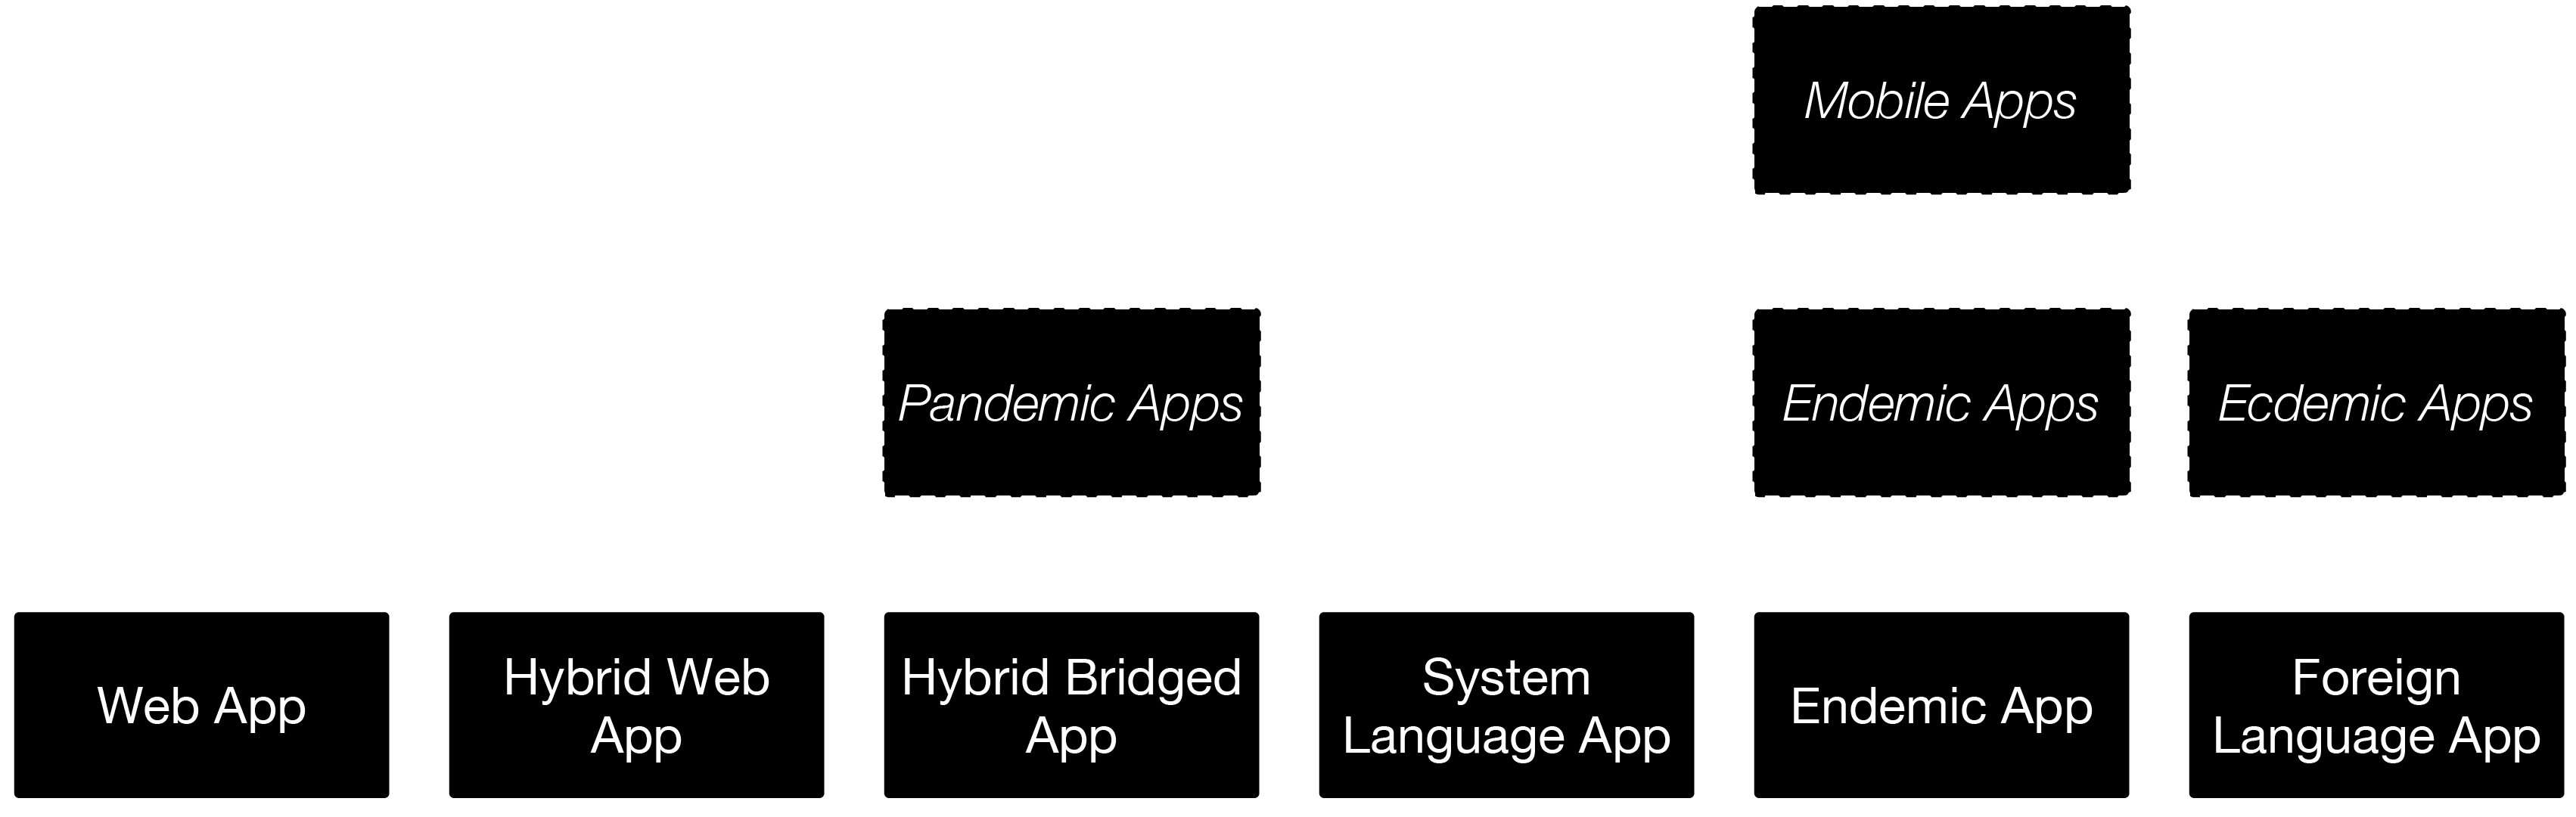 Mobile Apps
Pandemic Apps
Endemic Apps
Ecdemic Apps
Web App
Hybrid Web
App
Hybrid Bridged
App
System
Language App
Endemic App
Foreign
Language App